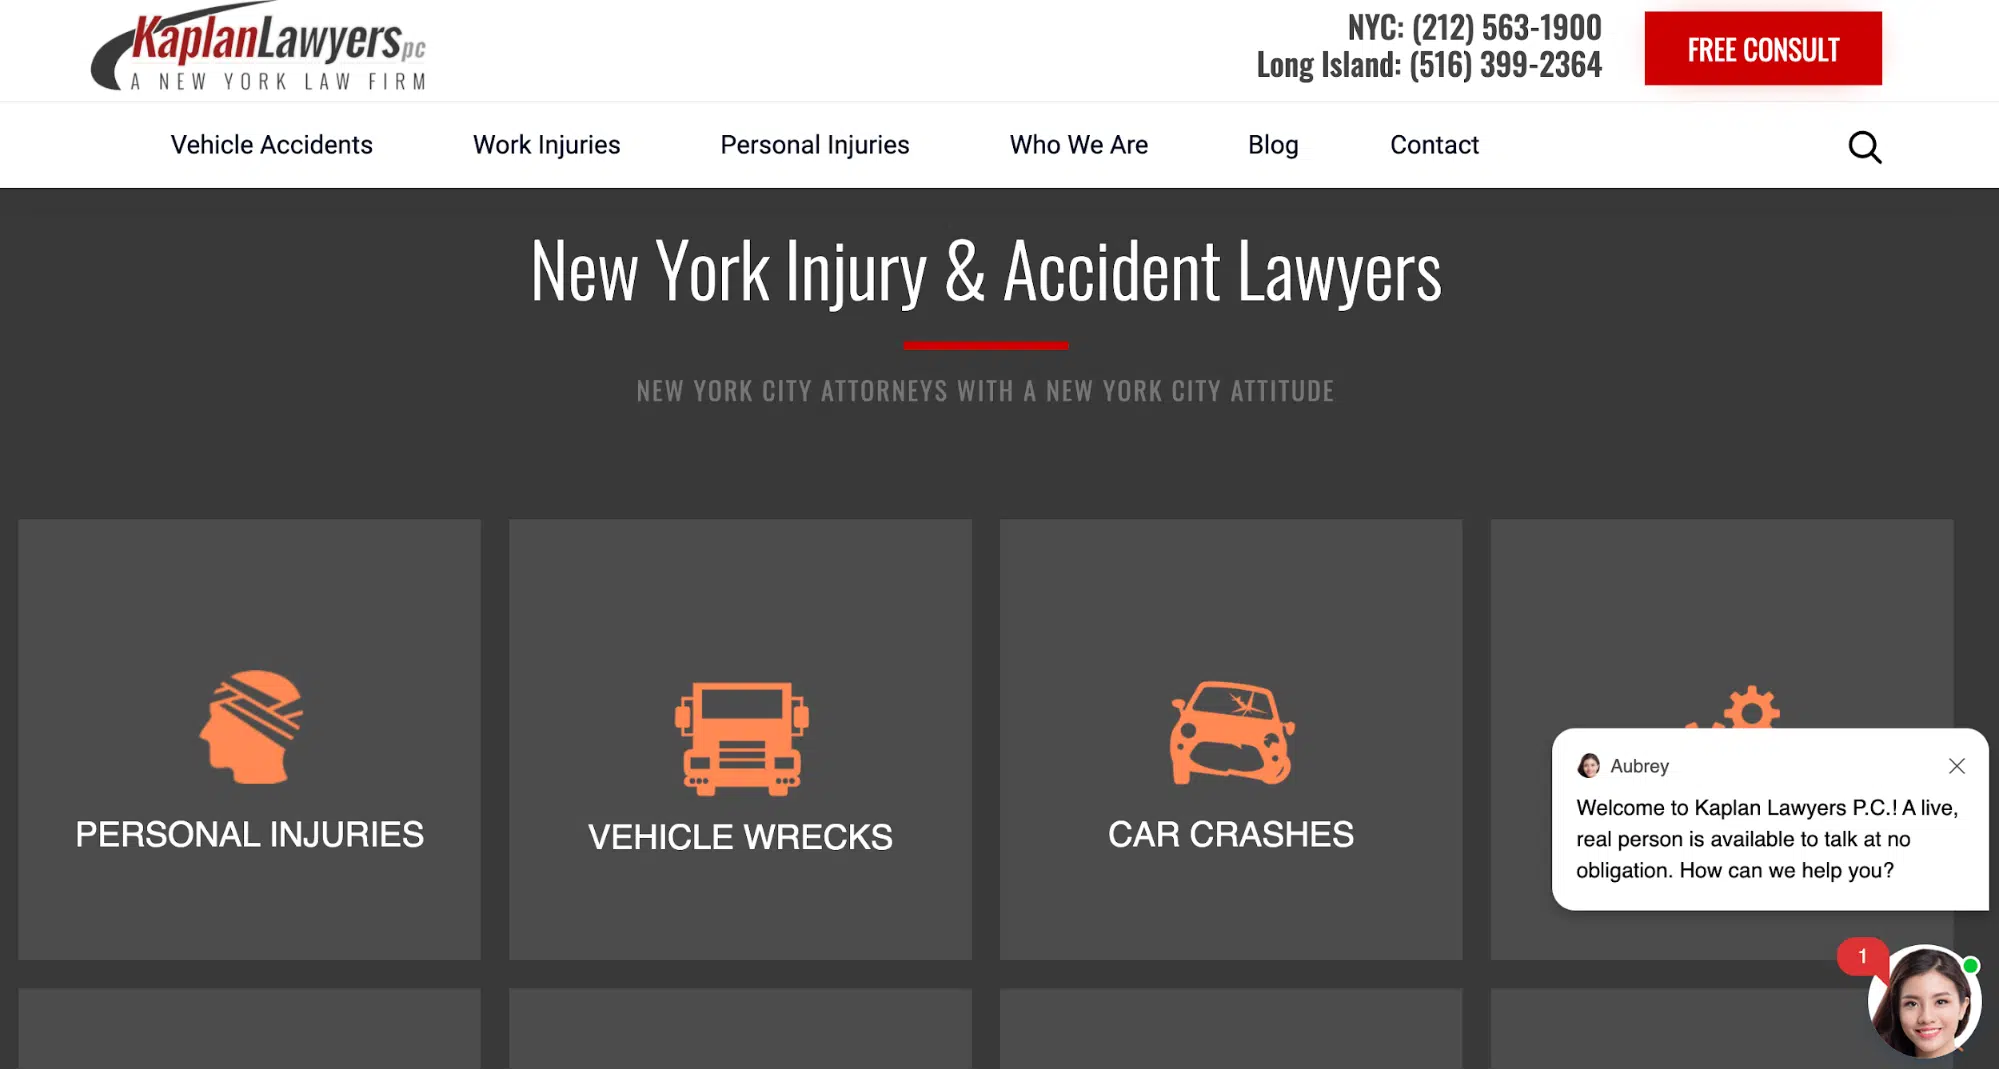 KaplanLawyers pc
A NEW YORK LAW FIRM
NYC: (212) 563-1900
Long Island: (516) 399-2364
FREE CONSULT
Vehicle Accidents
Work Injuries
Personal Injuries
Who We Are
Blog
Contact
New York Injury & Accident Lawyers
NEW YORK CITY ATTORNEYS WITH A NEW YORK CITY ATTITUDE
PERSONAL INJURIES
VEHICLE WRECKS
CAR CRASHES
Aubrey
Welcome to Kaplan Lawyers P.C.! A live,
real person is available to talk at no
obligation. How can we help you?
1